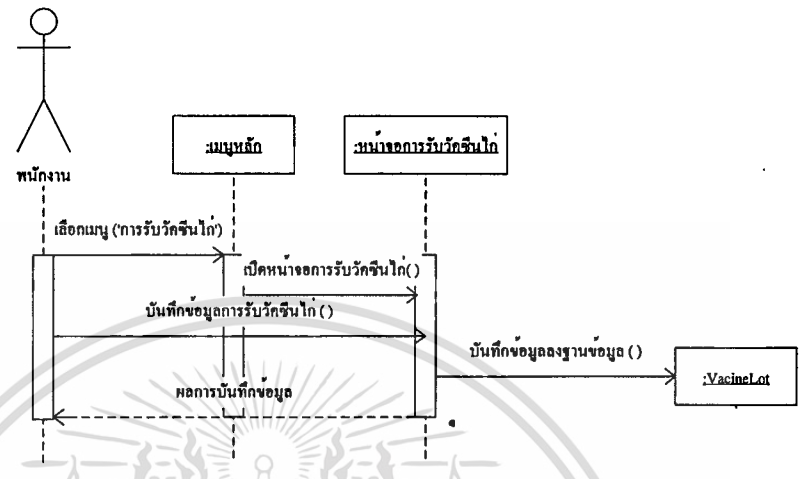 :เมนูหลัก
:หน้าจอการรับวัคซีนไก่
พนักงาน
เลือกเมนู ('การรับวัคซีนไก่')
เปิดหน้าจอการรับวัคซีนไก่()
บันทึกข้อมูลการรับวัคซีนไก่ ()
บันทึกข้อมูลลงฐานข้อมูล ()
:VacineLot
ผลการบันทึกข้อมูล